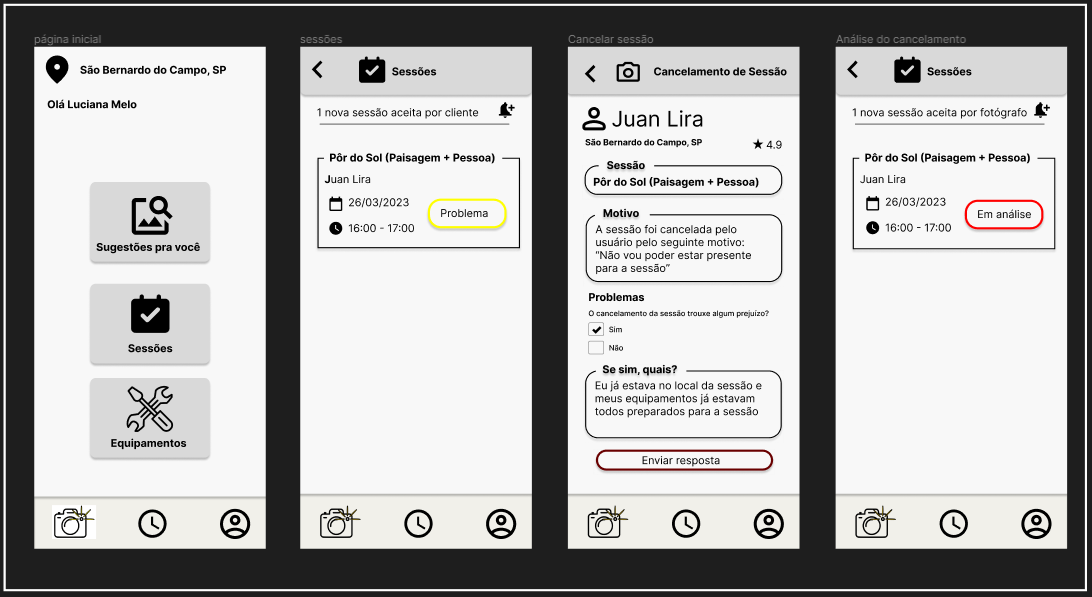 página inicial
São Bernardo do Campo, SP
Olá Luciana Melo
Sugestões pra você
Sessões
Equipamentos
sessões
Sessões
1 nova sessão aceita por cliente
Pôr do Sol (Paisagem + Pessoa)
Juan Lira
26/03/2023
16:00 - 17:00
Problema
Cancelar sessão
Cancelamento de Sessão
Juan Lira
São Bernardo do Campo, SP
4.9
Sessão
Pôr do Sol (Paisagem + Pessoa)
Motivo
A sessão foi cancelada pelo
usuário pelo seguinte motivo:
"Não vou poder estar presente
para a sessão"
Problemas
O cancelamento da sessão trouxe algum prejuízo?
Sim
Não
Se sim, quais?
Eu já estava no local da sessão e
meus equipamentos já estavam
todos preparados para a sessão
Enviar resposta
Análise do cancelamento
Sessões
1 nova sessão aceita por fotógrafo
Pôr do Sol (Paisagem + Pessoa)
Juan Lira
26/03/2023
16:00 - 17:00
Em análise